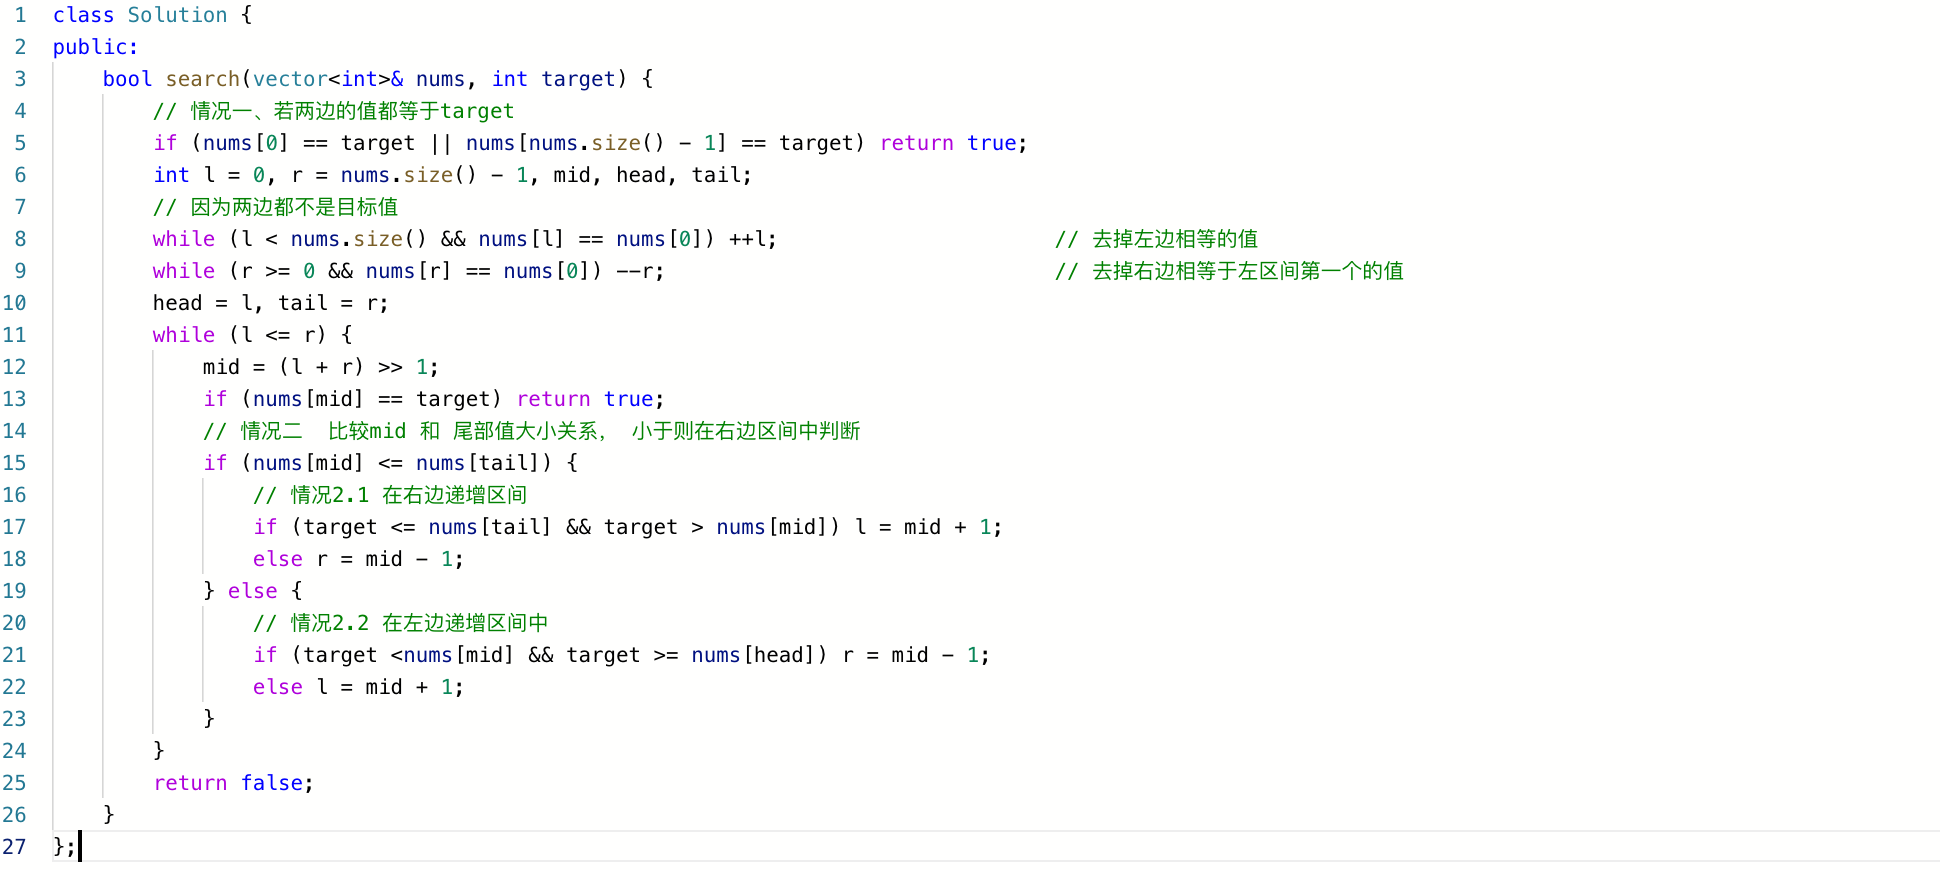 1 class Solution {
2 public:
3     bool search(vector<int>& nums, int target) {
4         // 情况一、若两边的值都等于target
5         if (nums[0] == target || nums[nums.size() - 1] == target) return true;
6         int l = 0, r = nums.size() - 1, mid, head, tail;
7         // 因为两边都不是目标值
8         while (l < nums.size() && nums[l] == nums[0]) ++l;                      // 去掉左边相等的值
9         while (r >= 0 && nums[r] == nums[0]) --r;                               // 去掉右边相等于左区间第一个的值
10         head = l, tail = r;
11         while (l <= r) {
12             mid = (l + r) >> 1;
13             if (nums[mid] == target) return true;
14             // 情况二  比较mid 和 尾部值大小关系， 小于则在右边区间中判断
15             if (nums[mid] <= nums[tail]) {
16                 // 情况2.1 在右边递增区间
17                 if (target <= nums[tail] && target > nums[mid]) l = mid + 1;
18                 else r = mid - 1;
19             } else {
20                 // 情况2.2 在左边递增区间中
21                 if (target <nums[mid] && target >= nums[head]) r = mid - 1;
22                 else l = mid + 1;
23             }
24         }
25         return false;
26     }
27 };